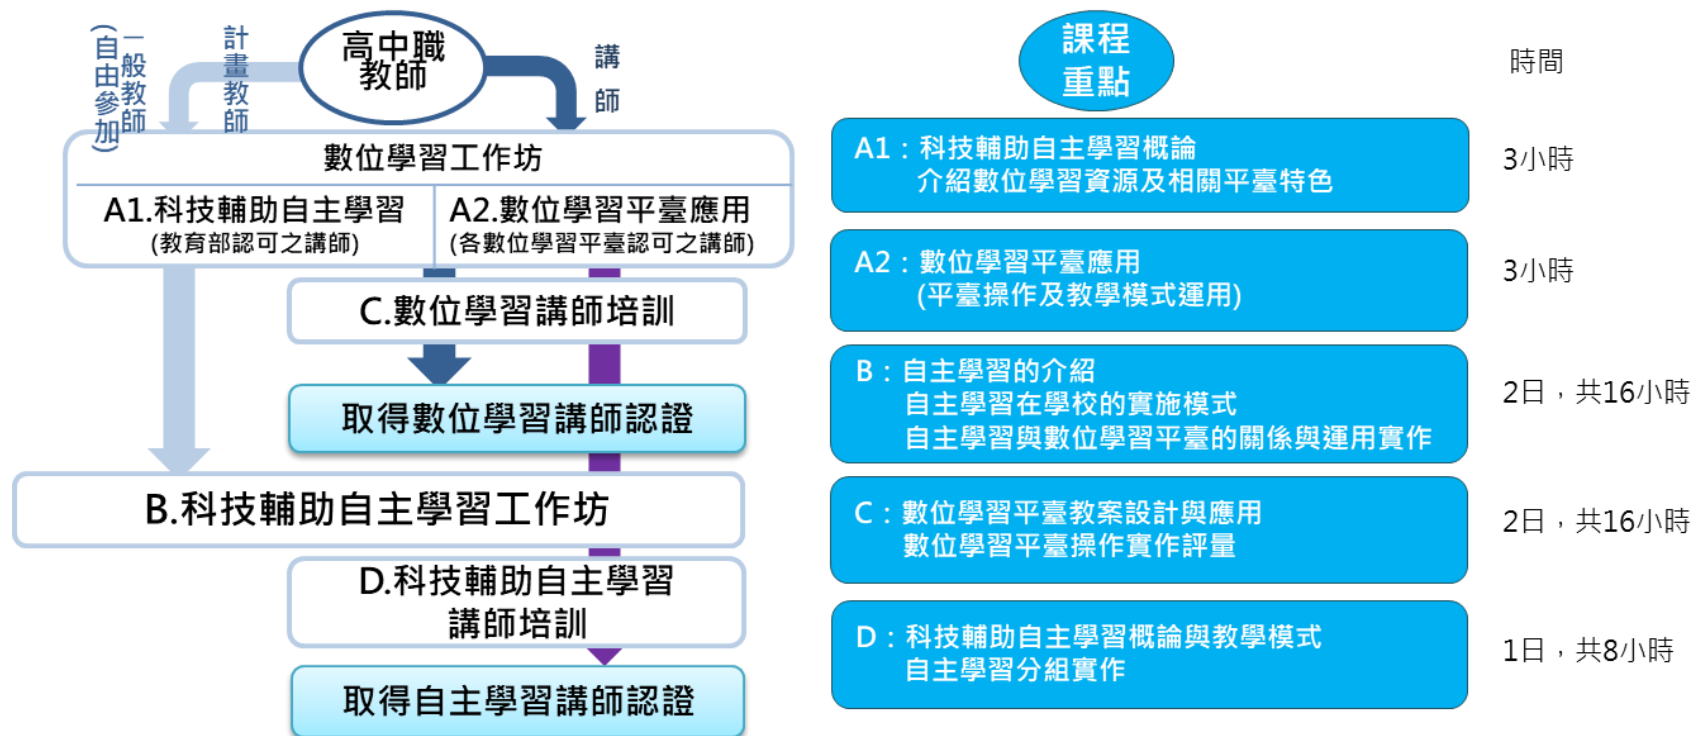 高中職
教師
一般教師
(自由參加)
計畫教師
講師
數位學習工作坊
A1.科技輔助自主學習
(教育部認可之講師)
A2.數位學習平臺應用
(各數位學習平臺認可之講師)
C.數位學習講師培訓
取得數位學習講師認證
B.科技輔助自主學習工作坊
D.科技輔助自主學習
講師培訓
取得自主學習講師認證
課程
重點
時間
A1：科技輔助自主學習概論
介紹數位學習資源及相關平臺特色
3小時
A2：數位學習平臺應用
(平臺操作及教學模式運用)
3小時
B：自主學習的介紹
自主學習在學校的實施模式
自主學習與數位學習平臺的關係與運用實作
2日，共16小時
C：數位學習平臺教案設計與應用
數位學習平臺操作實作評量
2日，共16小時
D：科技輔助自主學習概論與教學模式
自主學習分組實作
1日，共8小時